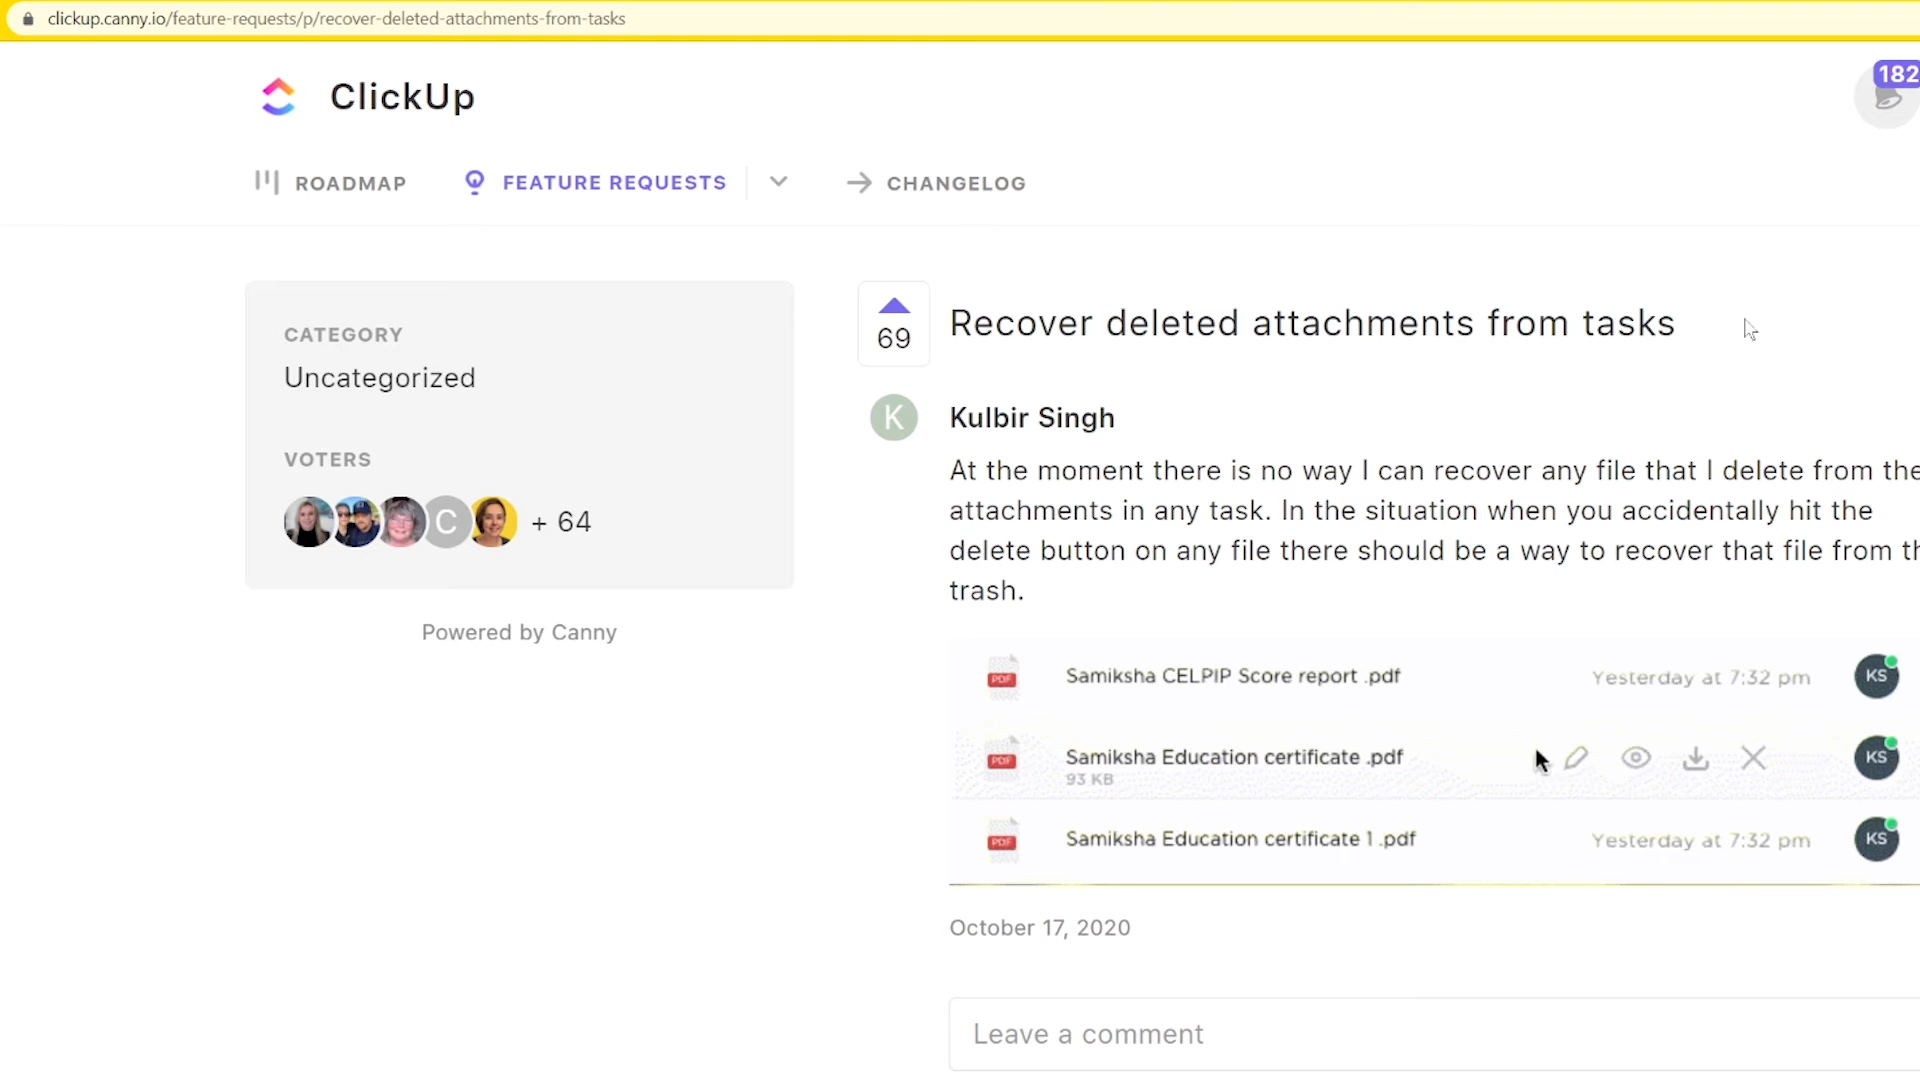 clickup.canny.io/feature-requests/p/recover-deleted-attachments-from-tasks
ClickUp
182
ROADMAP
FEATURE REQUESTS
CHANGELOG
CATEGORY
Uncategorized
VOTERS
C
+ 64
Powered by Canny
69
Recover deleted attachments from tasks
K
Kulbir Singh
At the moment there is no way I can recover any file that I delete from the
attachments in any task. In the situation when you accidentally hit the
delete button on any file there should be a way to recover that file from th
trash.
PDF
Samiksha CELPIP Score report .pdf
Yesterday at 7:32 pm
KS
PDF
Samiksha Education certificate .pdf
93 KB
KS
PDF
Samiksha Education certificate 1 .pdf
Yesterday at 7:32 pm
KS
October 17, 2020
Leave a comment